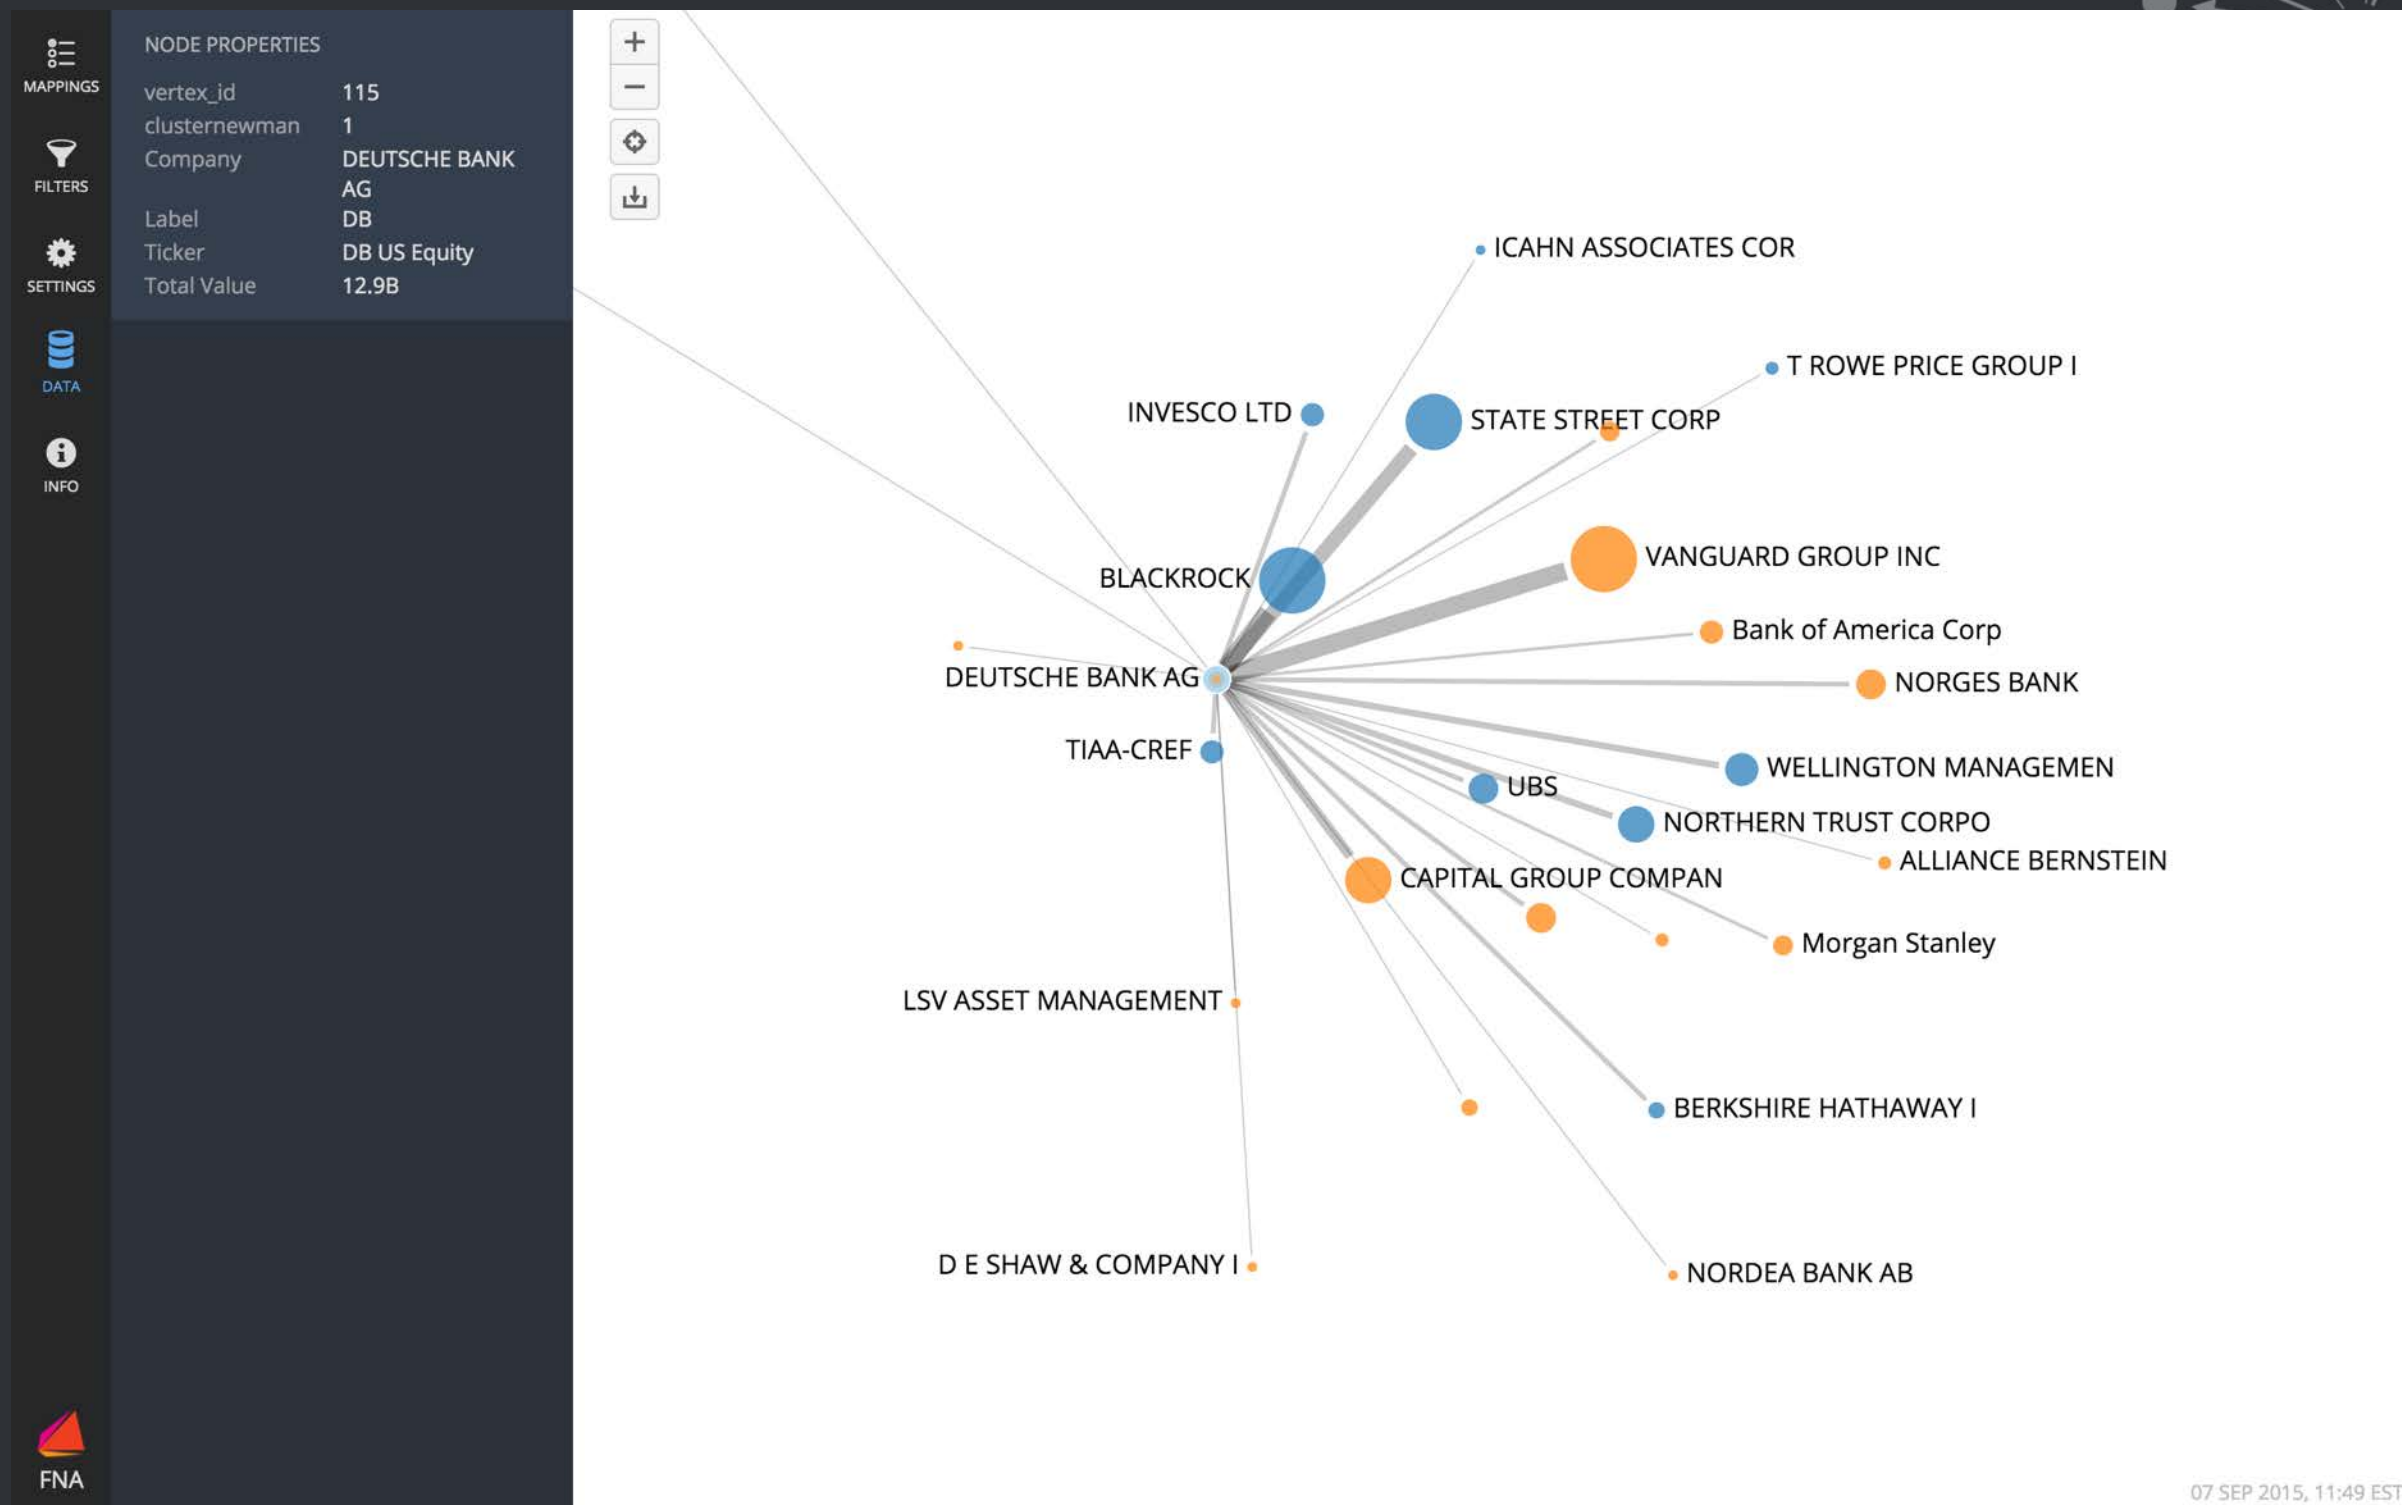 MAPPINGS
FILTERS
SETTINGS
DATA
INFO
FNA
NODE PROPERTIES
vertex_id 115
clusternewman 1
Company DEUTSCHE BANK
AG
Label DB
Ticker DB US Equity
Total Value 12.9B
ICAHN ASSOCIATES COR
T ROWE PRICE GROUP I
INVESCO LTD
STATE STREET CORP
VANGUARD GROUP INC
BLACKROCK
Bank of America Corp
DEUTSCHE BANK AG
NORGES BANK
TIAA-CREF
WELLINGTON MANAGEMEN
UBS
NORTHERN TRUST CORPO
ALLIANCE BERNSTEIN
CAPITAL GROUP COMPAN
Morgan Stanley
LSV ASSET MANAGEMENT
BERKSHIRE HATHAWAY I
D E SHAW & COMPANY I
NORDEA BANK AB
07 SEP 2015, 11:49 EST